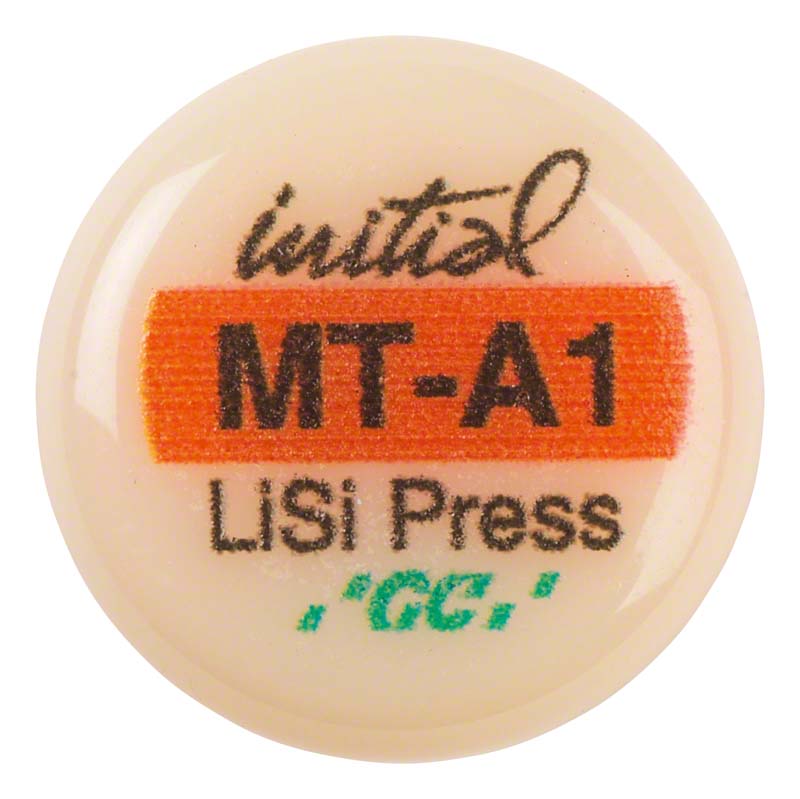 initial
MT-A1
LiSi Press
GC